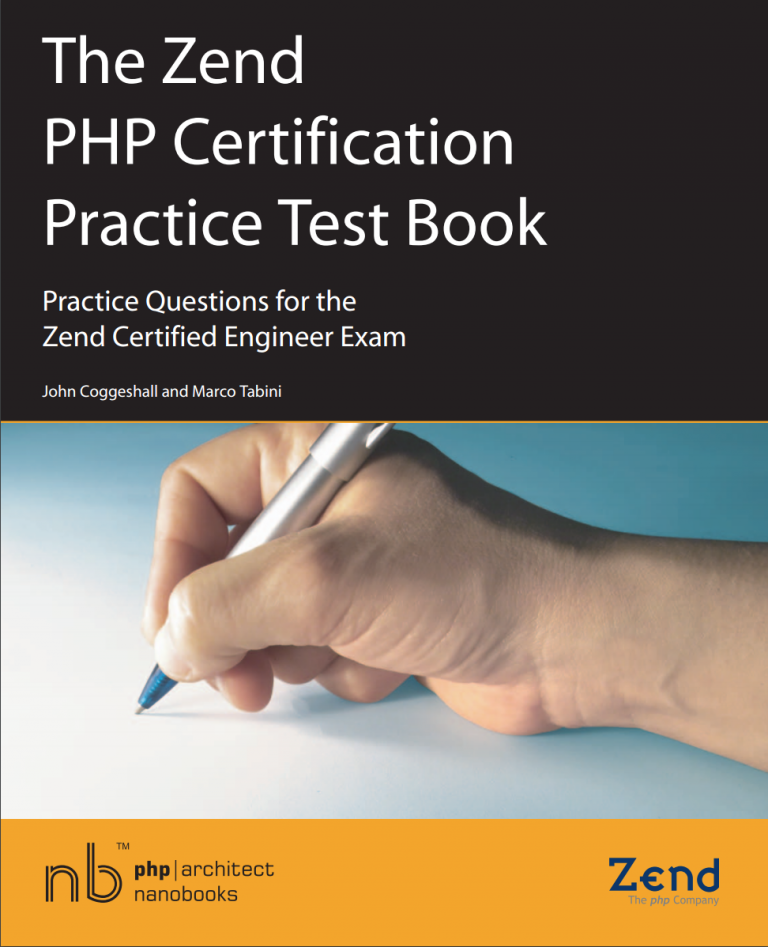 The Zend
PHP Certification
Practice Test Book
Practice Questions for the
Zend Certified Engineer Exam
John Coggeshall and Marco Tabini
nb™
php|architect
nanobooks
Zend
The php Company